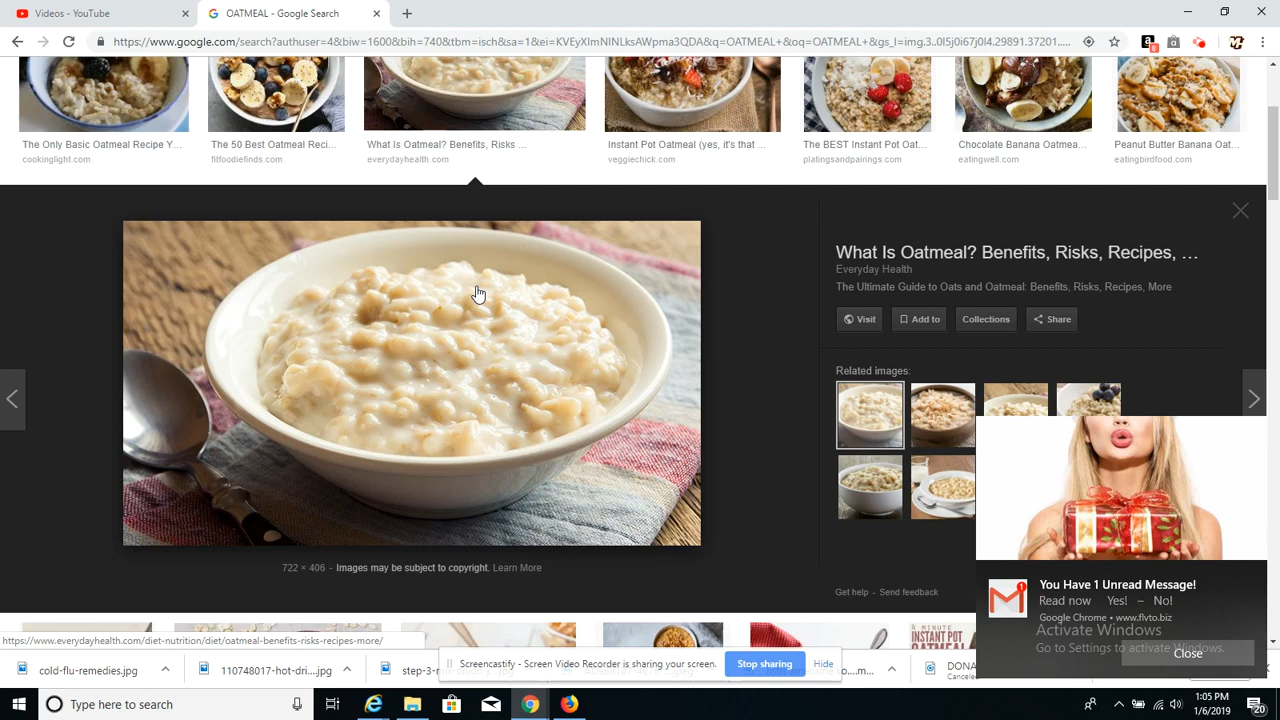 Videos - YouTube
OATMEAL - Google Search
https://www.google.com/search?authuser=4&biw=1600&bih=740&tbm=isch&sa=1&ei=KVEyXImNINLksAWpma3QDA&q=OATMEAL+&oq=OATMEAL+&gs_l=img.3..0l5j0i67j0l4.29891.37201....
8
The Only Basic Oatmeal Recipe Y...
cookinglight.com
The 50 Best Oatmeal Reci...
fitfoodiefinds.com
What Is Oatmeal? Benefits, Risks ...
everydayhealth.com
Instant Pot Oatmeal (yes, it's that ...
veggiechick.com
The BEST Instant Pot Oat...
platingsandpairings.com
Chocolate Banana Oatmea...
eatingwell.com
Peanut Butter Banana Oat...
eatingbirdfood.com
What Is Oatmeal? Benefits, Risks, Recipes, ...
Everyday Health
The Ultimate Guide to Oats and Oatmeal: Benefits, Risks, Recipes, More
Visit
Add to
Collections
Share
Related images:
722 × 406 - Images may be subject to copyright. Learn More
Get help - Send feedback
You Have 1 Unread Message!
Read now Yes! – No!
Google Chrome • www.flvto.biz
Activate Windows
Go to Settings to activate Windows.
Close
MINUTE
INSTANT
POT
https://www.everydayhealth.com/diet-nutrition/diet/oatmeal-benefits-risks-recipes-more/
cold-flu-remedies.jpg
110748017-hot-dri....jpg
Screencastify - Screen Video Recorder is sharing your screen.
Stop sharing
Hide
DONA
Cancele
Type here to search
1:05 PM
1/6/2019
20